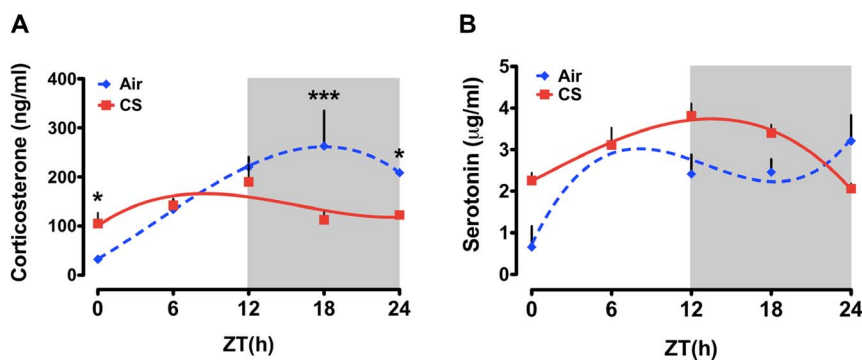 A
Corticosterone (ng/ml)
400
300
200
100
0
Air
CS
*
***
*
0 6 12 18 24
ZT(h)
B
Serotonin (μg/ml)
5
4
3
2
1
0
Air
CS
0 6 12 18 24
ZT(h)